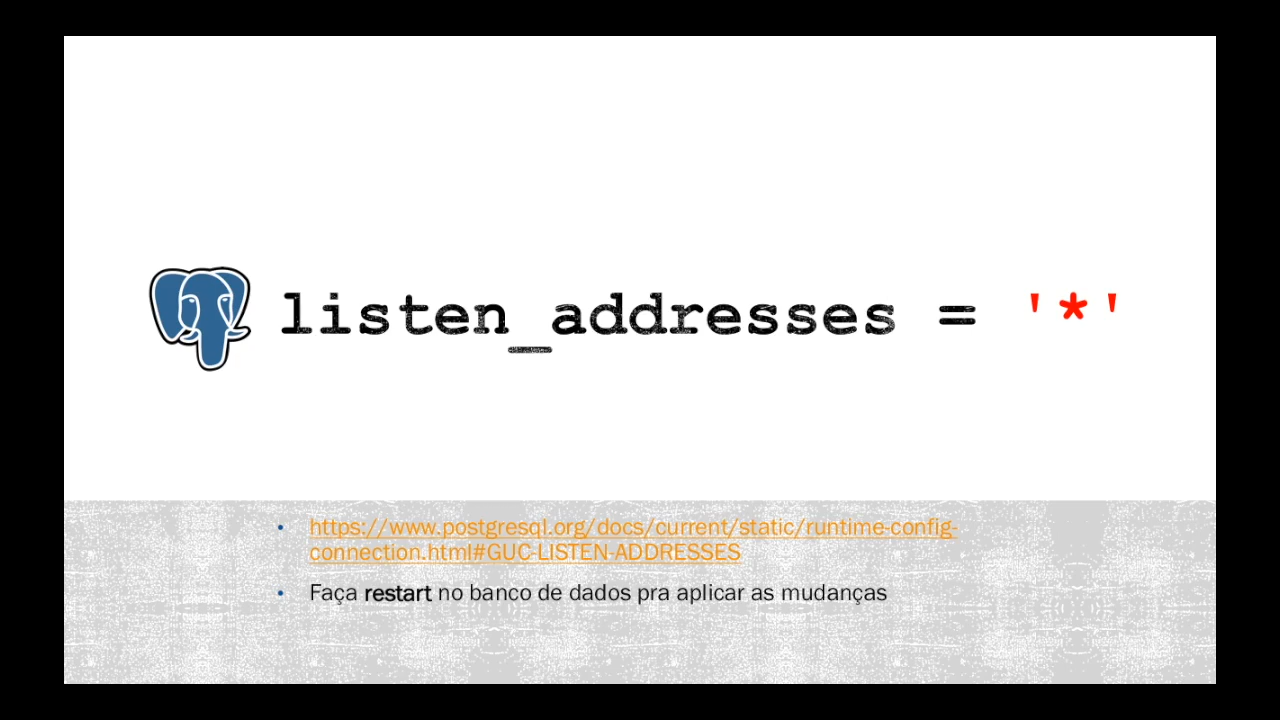 listen_addresses = '*'
• https://www.postgresql.org/docs/current/static/runtime-config-
connection.html#GUC-LISTEN-ADDRESSES
• Faça restart no banco de dados pra aplicar as mudanças